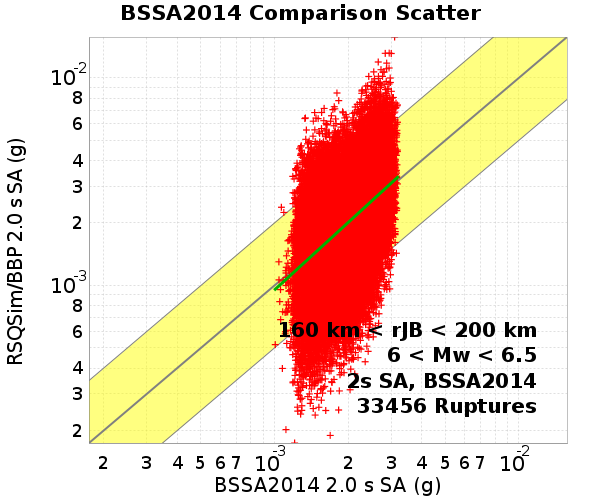 BSSA2014 Comparison Scatter
RSQSim/BBP 2.0 s SA (g)
10^-2
8
6
4
3
2
10^-3
8
6
4
3
2
160 km < rJB < 200 km
6 < Mw < 6.5
2s SA, BSSA2014
33456 Ruptures
2 3 4 5 6 7 10^-3 2 3 4 5 6 7 10^-2
BSSA2014 2.0 s SA (g)